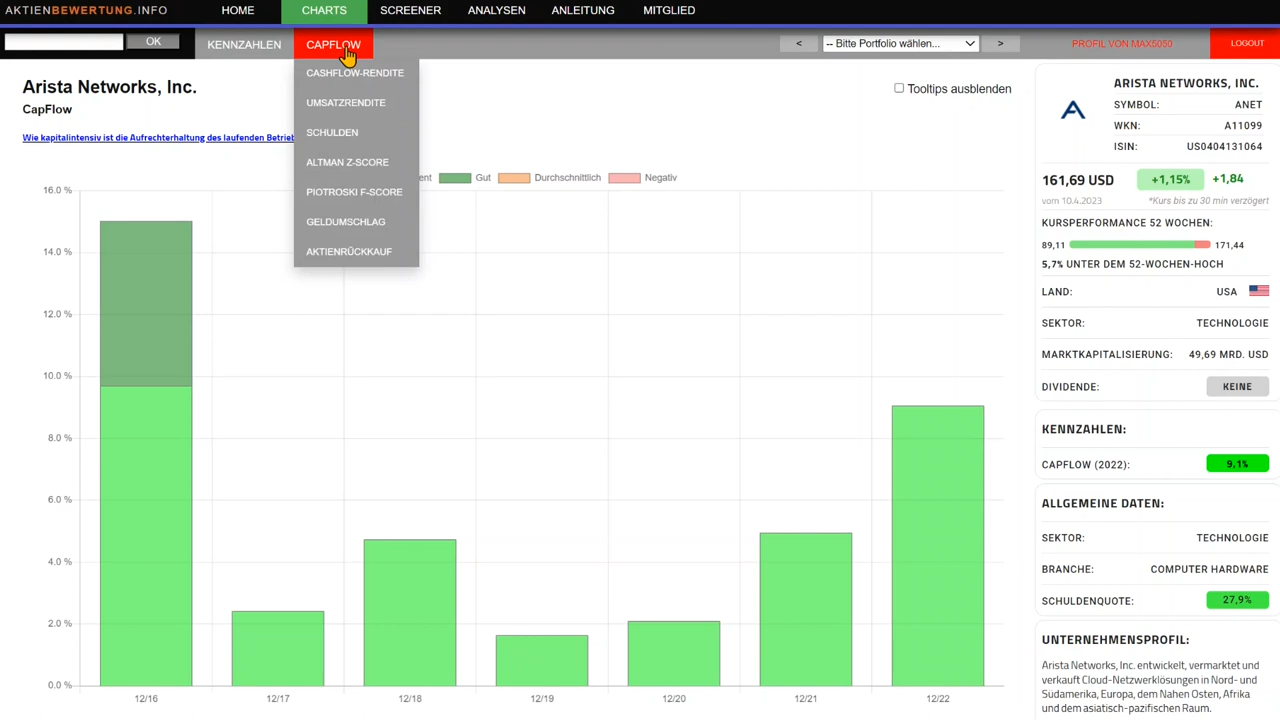 AKTIENBEWERTUNG.INFO
HOME
CHARTS
SCREENER
ANALYSEN
ANLEITUNG
MITGLIED
OK
KENNZAHLEN
CAPFLOW
<
-- Bitte Portfolio wählen...
>
PROFIL VON MAX5050
LOGOUT
CASHFLOW-RENDITE
UMSATZRENDITE
SCHULDEN
ALTMAN Z-SCORE
PIOTROSKI F-SCORE
GELDUMSCHLAG
AKTIENRÜCKKAUF
Arista Networks, Inc.
CapFlow
Wie kapitalintensiv ist die Aufrechterhaltung des laufenden Betrieb
Tooltips ausblenden
ent
Gut
Durchschnittlich
Negativ
16.0 %
14.0 %
12.0 %
10.0 %
8.0 %
6.0 %
4.0 %
2.0 %
0.0 %
12/16
12/17
12/18
12/19
12/20
12/21
12/22
ARISTA NETWORKS, INC.
SYMBOL: ANET
WKN: A11099
ISIN: US0404131064
161,69 USD +1,15% +1,84
vom 10.4.2023 *Kurs bis zu 30 min verzögert
KURSPERFORMANCE 52 WOCHEN:
89,11 171,44
5,7% UNTER DEM 52-WOCHEN-HOCH
LAND: USA
SEKTOR: TECHNOLOGIE
MARKTKAPITALISIERUNG: 49,69 MRD. USD
DIVIDENDE: KEINE
KENNZAHLEN:
CAPFLOW (2022): 9,1%
ALLGEMEINE DATEN:
SEKTOR: TECHNOLOGIE
BRANCHE: COMPUTER HARDWARE
SCHULDENQUOTE: 27,9%
UNTERNEHMENSPROFIL:
Arista Networks, Inc. entwickelt, vermarktet und
verkauft Cloud-Netzwerklösungen in Nord- und
Südamerika, Europa, dem Nahen Osten, Afrika
und dem asiatisch-pazifischen Raum.